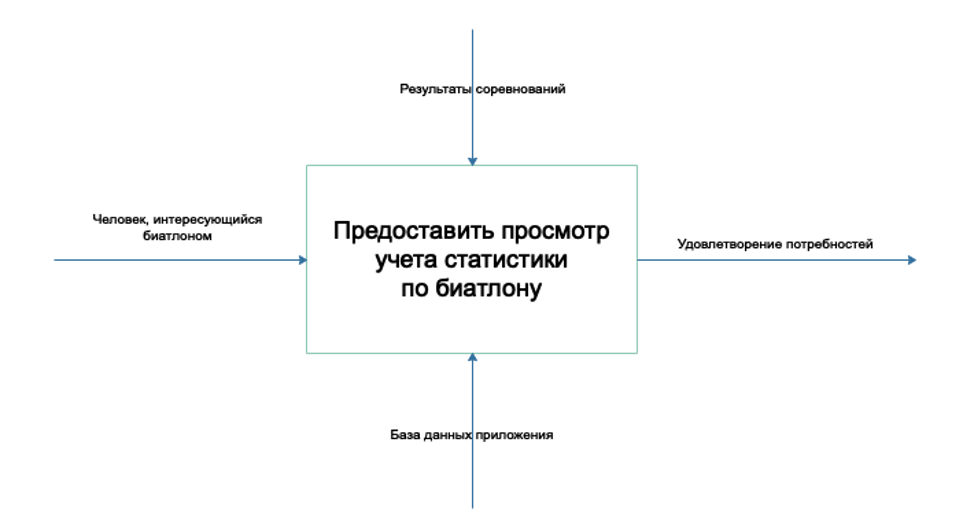 Результаты соревнований
Человек, интересующийся
биатлоном
Предоставить просмотр
учета статистики
по биатлону
Удовлетворение потребностей
База данных приложения